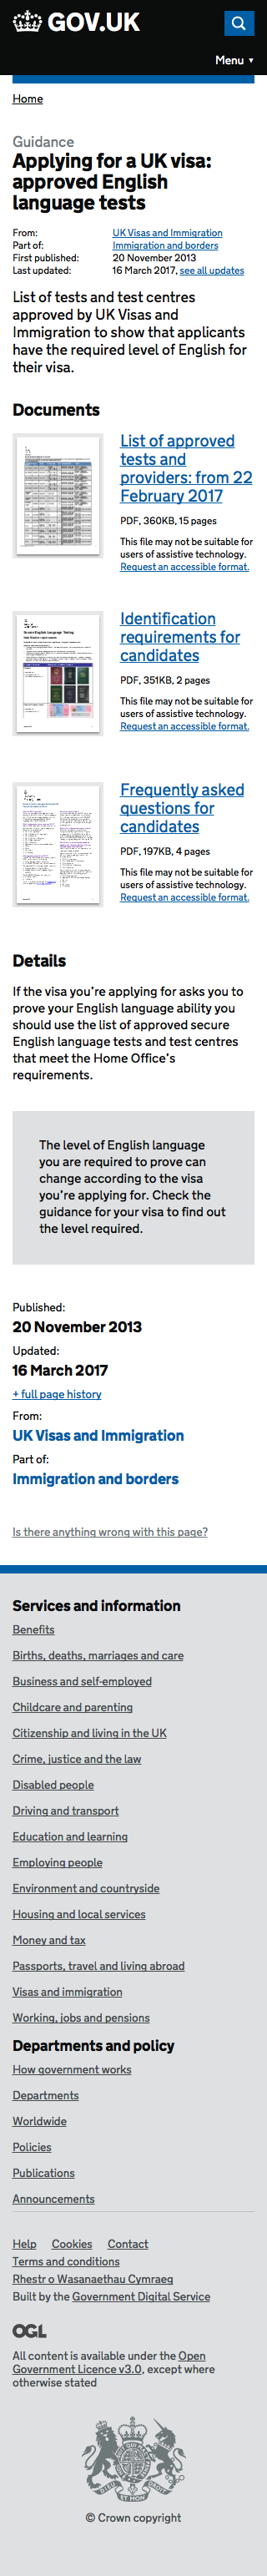 GOV.UK
Menu ▼
Home
Guidance
Applying for a UK visa:
approved English
language tests
From: UK Visas and Immigration
Part of: Immigration and borders
First published: 20 November 2013
Last updated: 16 March 2017, see all updates
List of tests and test centres
approved by UK Visas and
Immigration to show that applicants
have the required level of English for
their visa.
Documents
List of approved
tests and
providers: from 22
February 2017
PDF, 360KB, 15 pages
This file may not be suitable for
users of assistive technology.
Request an accessible format.
Identification
requirements for
candidates
PDF, 351KB, 2 pages
This file may not be suitable for
users of assistive technology.
Request an accessible format.
Frequently asked
questions for
candidates
PDF, 197KB, 4 pages
This file may not be suitable for
users of assistive technology.
Request an accessible format.
Details
If the visa you're applying for asks you to
prove your English language ability you
should use the list of approved secure
English language tests and test centres
that meet the Home Office's
requirements.
The level of English language
you are required to prove can
change according to the visa
you're applying for. Check the
guidance for your visa to find out
the level required.
Published:
20 November 2013
Updated:
16 March 2017
+ full page history
From:
UK Visas and Immigration
Part of:
Immigration and borders
Is there anything wrong with this page?
Services and information
Benefits
Births, deaths, marriages and care
Business and self-employed
Childcare and parenting
Citizenship and living in the UK
Crime, justice and the law
Disabled people
Driving and transport
Education and learning
Employing people
Environment and countryside
Housing and local services
Money and tax
Passports, travel and living abroad
Visas and immigration
Working, jobs and pensions
Departments and policy
How government works
Departments
Worldwide
Policies
Publications
Announcements
Help Cookies Contact
Terms and conditions
Rhestr o Wasanaethau Cymraeg
Built by the Government Digital Service
OGL
All content is available under the Open
Government Licence v3.0, except where
otherwise stated
© Crown copyright